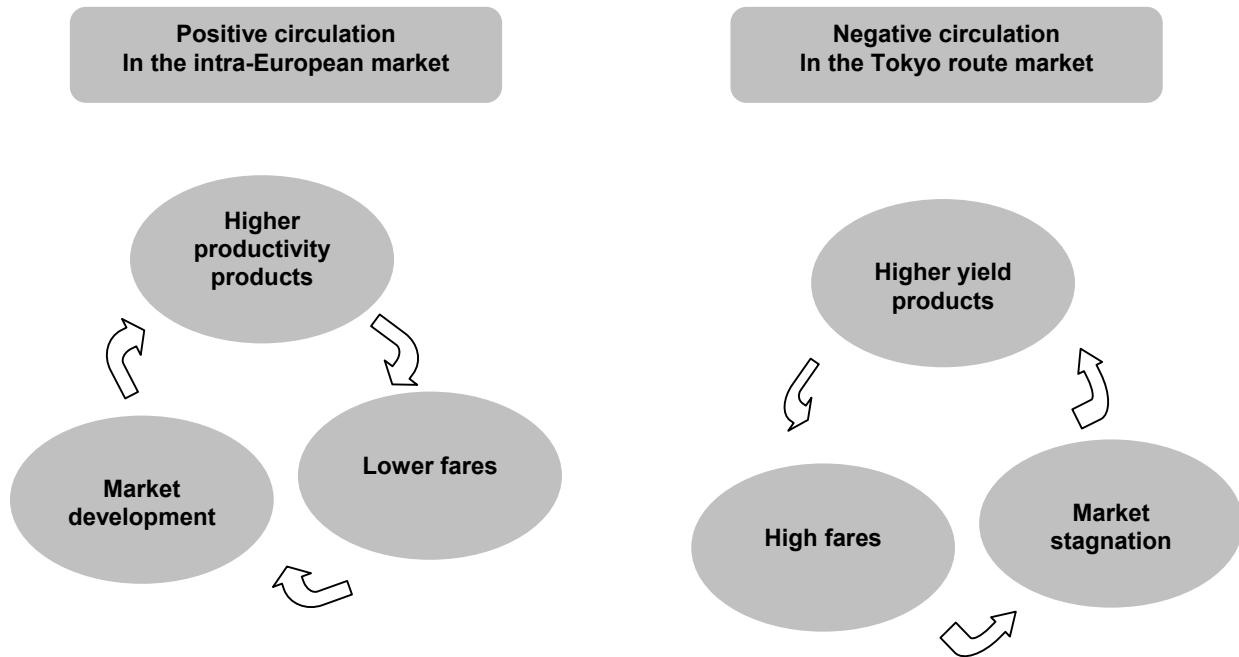 Positive circulation
In the intra-European market
Negative circulation
In the Tokyo route market
Higher
productivity
products
Lower fares
Market
development
Higher yield
products
High fares
Market
stagnation